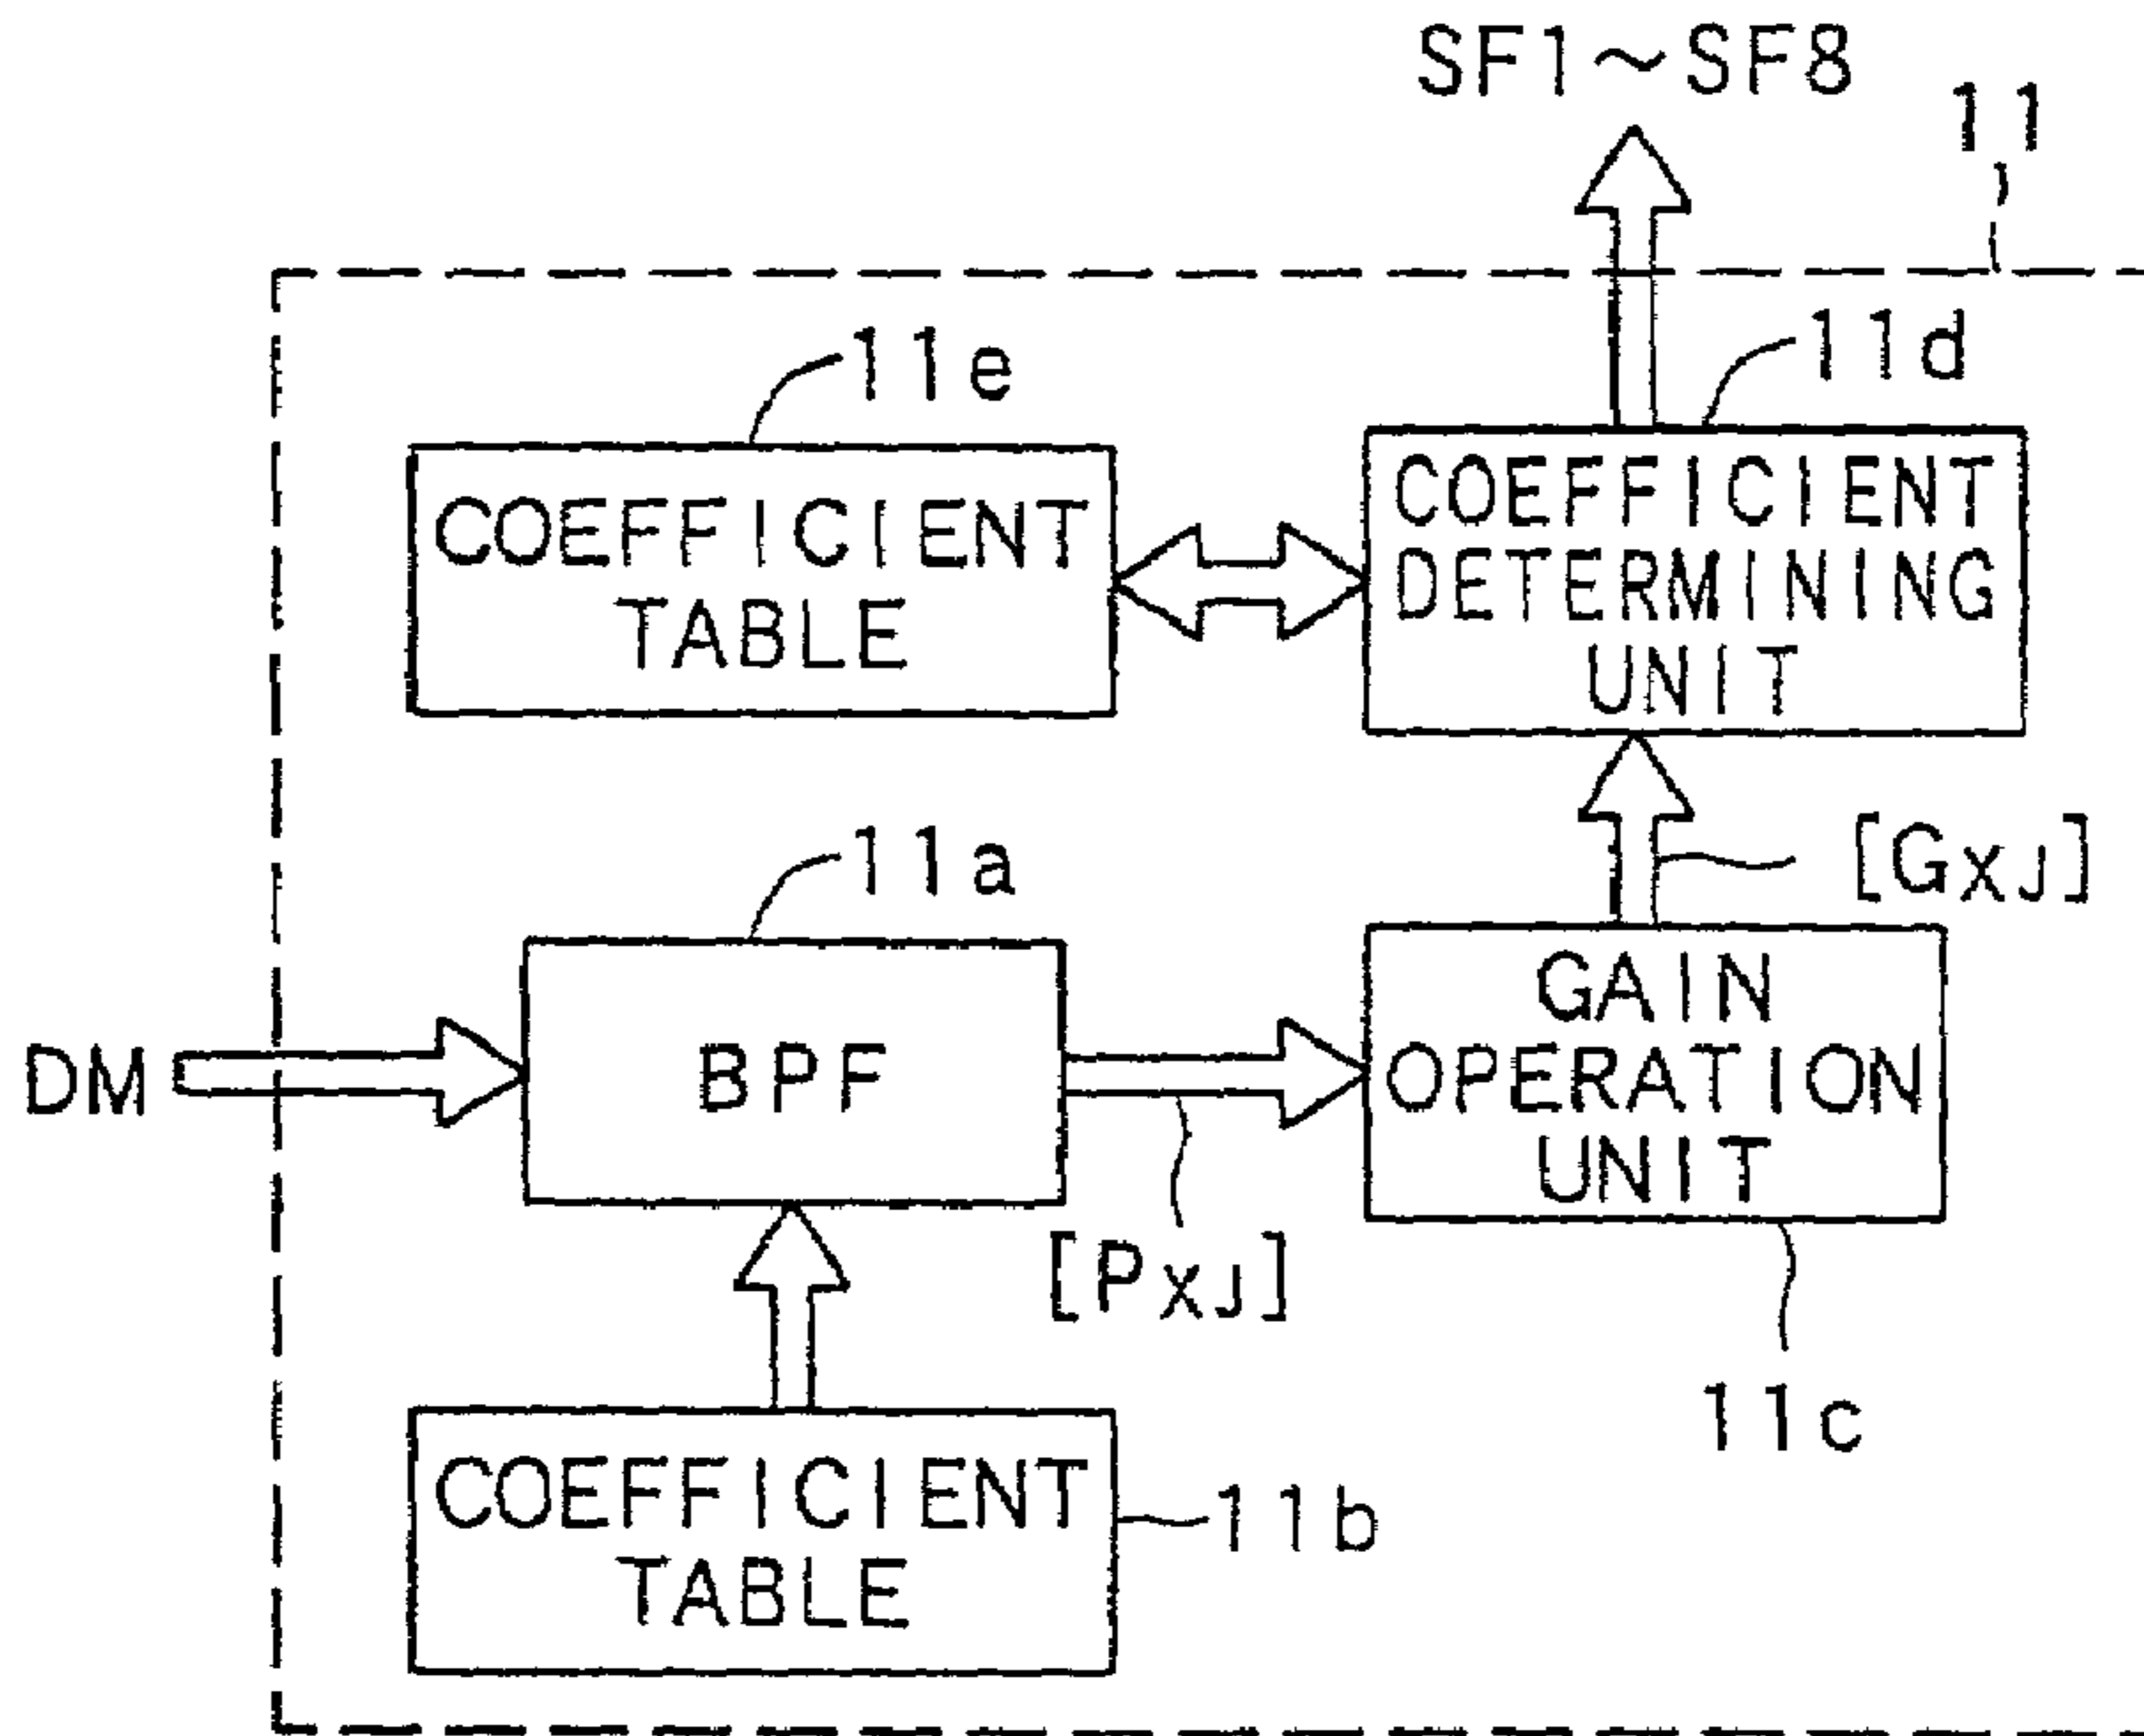 SF1~SF8
11
11e
11d
COEFFICIENT
TABLE
COEFFICIENT
DETERMINING
UNIT
[GXJ]
11a
DM
BPF
GAIN
OPERATION
UNIT
[PXJ]
11c
COEFFICIENT
TABLE
11b